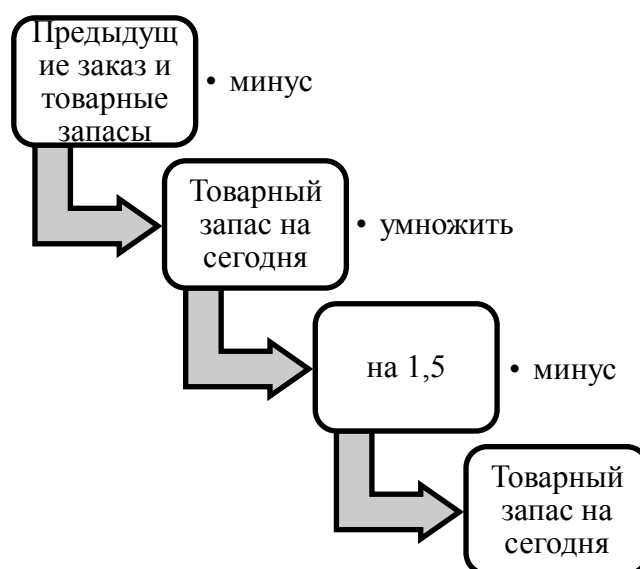 Предыдущ
ие заказ и
товарные
запасы
• минус
Товарный
запас на
сегодня
• умножить
на 1,5
• минус
Товарный
запас на
сегодня